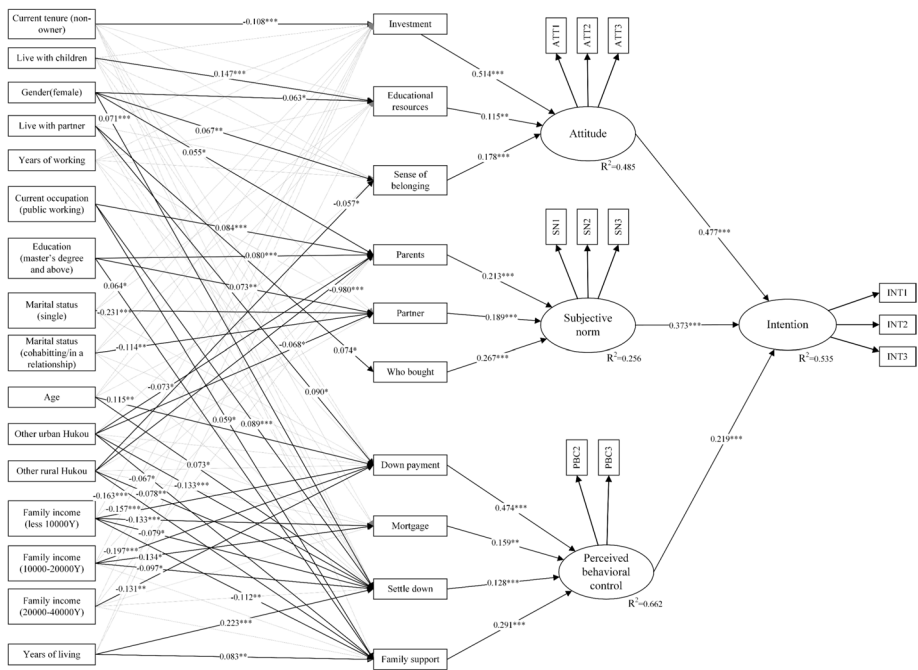 Current tenure (non-
owner)
Live with children
Gender(female)
Live with partner
Years of working
Current occupation
(public working)
Education
(master's degree
and above)
Marital status
(single)
Marital status
(cohabitting/in a
relationship)
Age
Other urban Hukou
Other rural Hukou
Family income
(less 10000Y)
Family income
(10000-20000Y)
Family income
(20000-40000Y)
Years of living
-0.108***
0.147***
0.063*
0.071***
0.067**
0.055*
-0.057*
0.084***
0.080***
-0.980***
0.064*
0.073**
-0.231***
-0.068*
-0.114**
0.074*
-0.073*
0.090*
-0.115**
0.059*
0.089***
0.073*
-0.067*
-0.133***
-0.078**
-0.163***
-0.157***
-0.133***
-0.079*
-0.197***
-0.134*
-0.097*
-0.131**
-0.112**
0.223***
0.083**
Investment
Educational
resources
Sense of
belonging
Parents
Partner
Who bought
Down payment
Mortgage
Settle down
Family support
0.514***
0.115**
0.178***
0.213***
0.189***
0.267***
0.474***
0.159**
0.128***
0.291***
ATT1
ATT2
ATT3
Attitude
R²=0.485
SN1
SN2
SN3
Subjective
norm
R²=0.256
PBC2
PBC3
Perceived
behavioral
control
R²=0.662
0.477***
0.373***
0.219***
Intention
R²=0.535
INT1
INT2
INT3